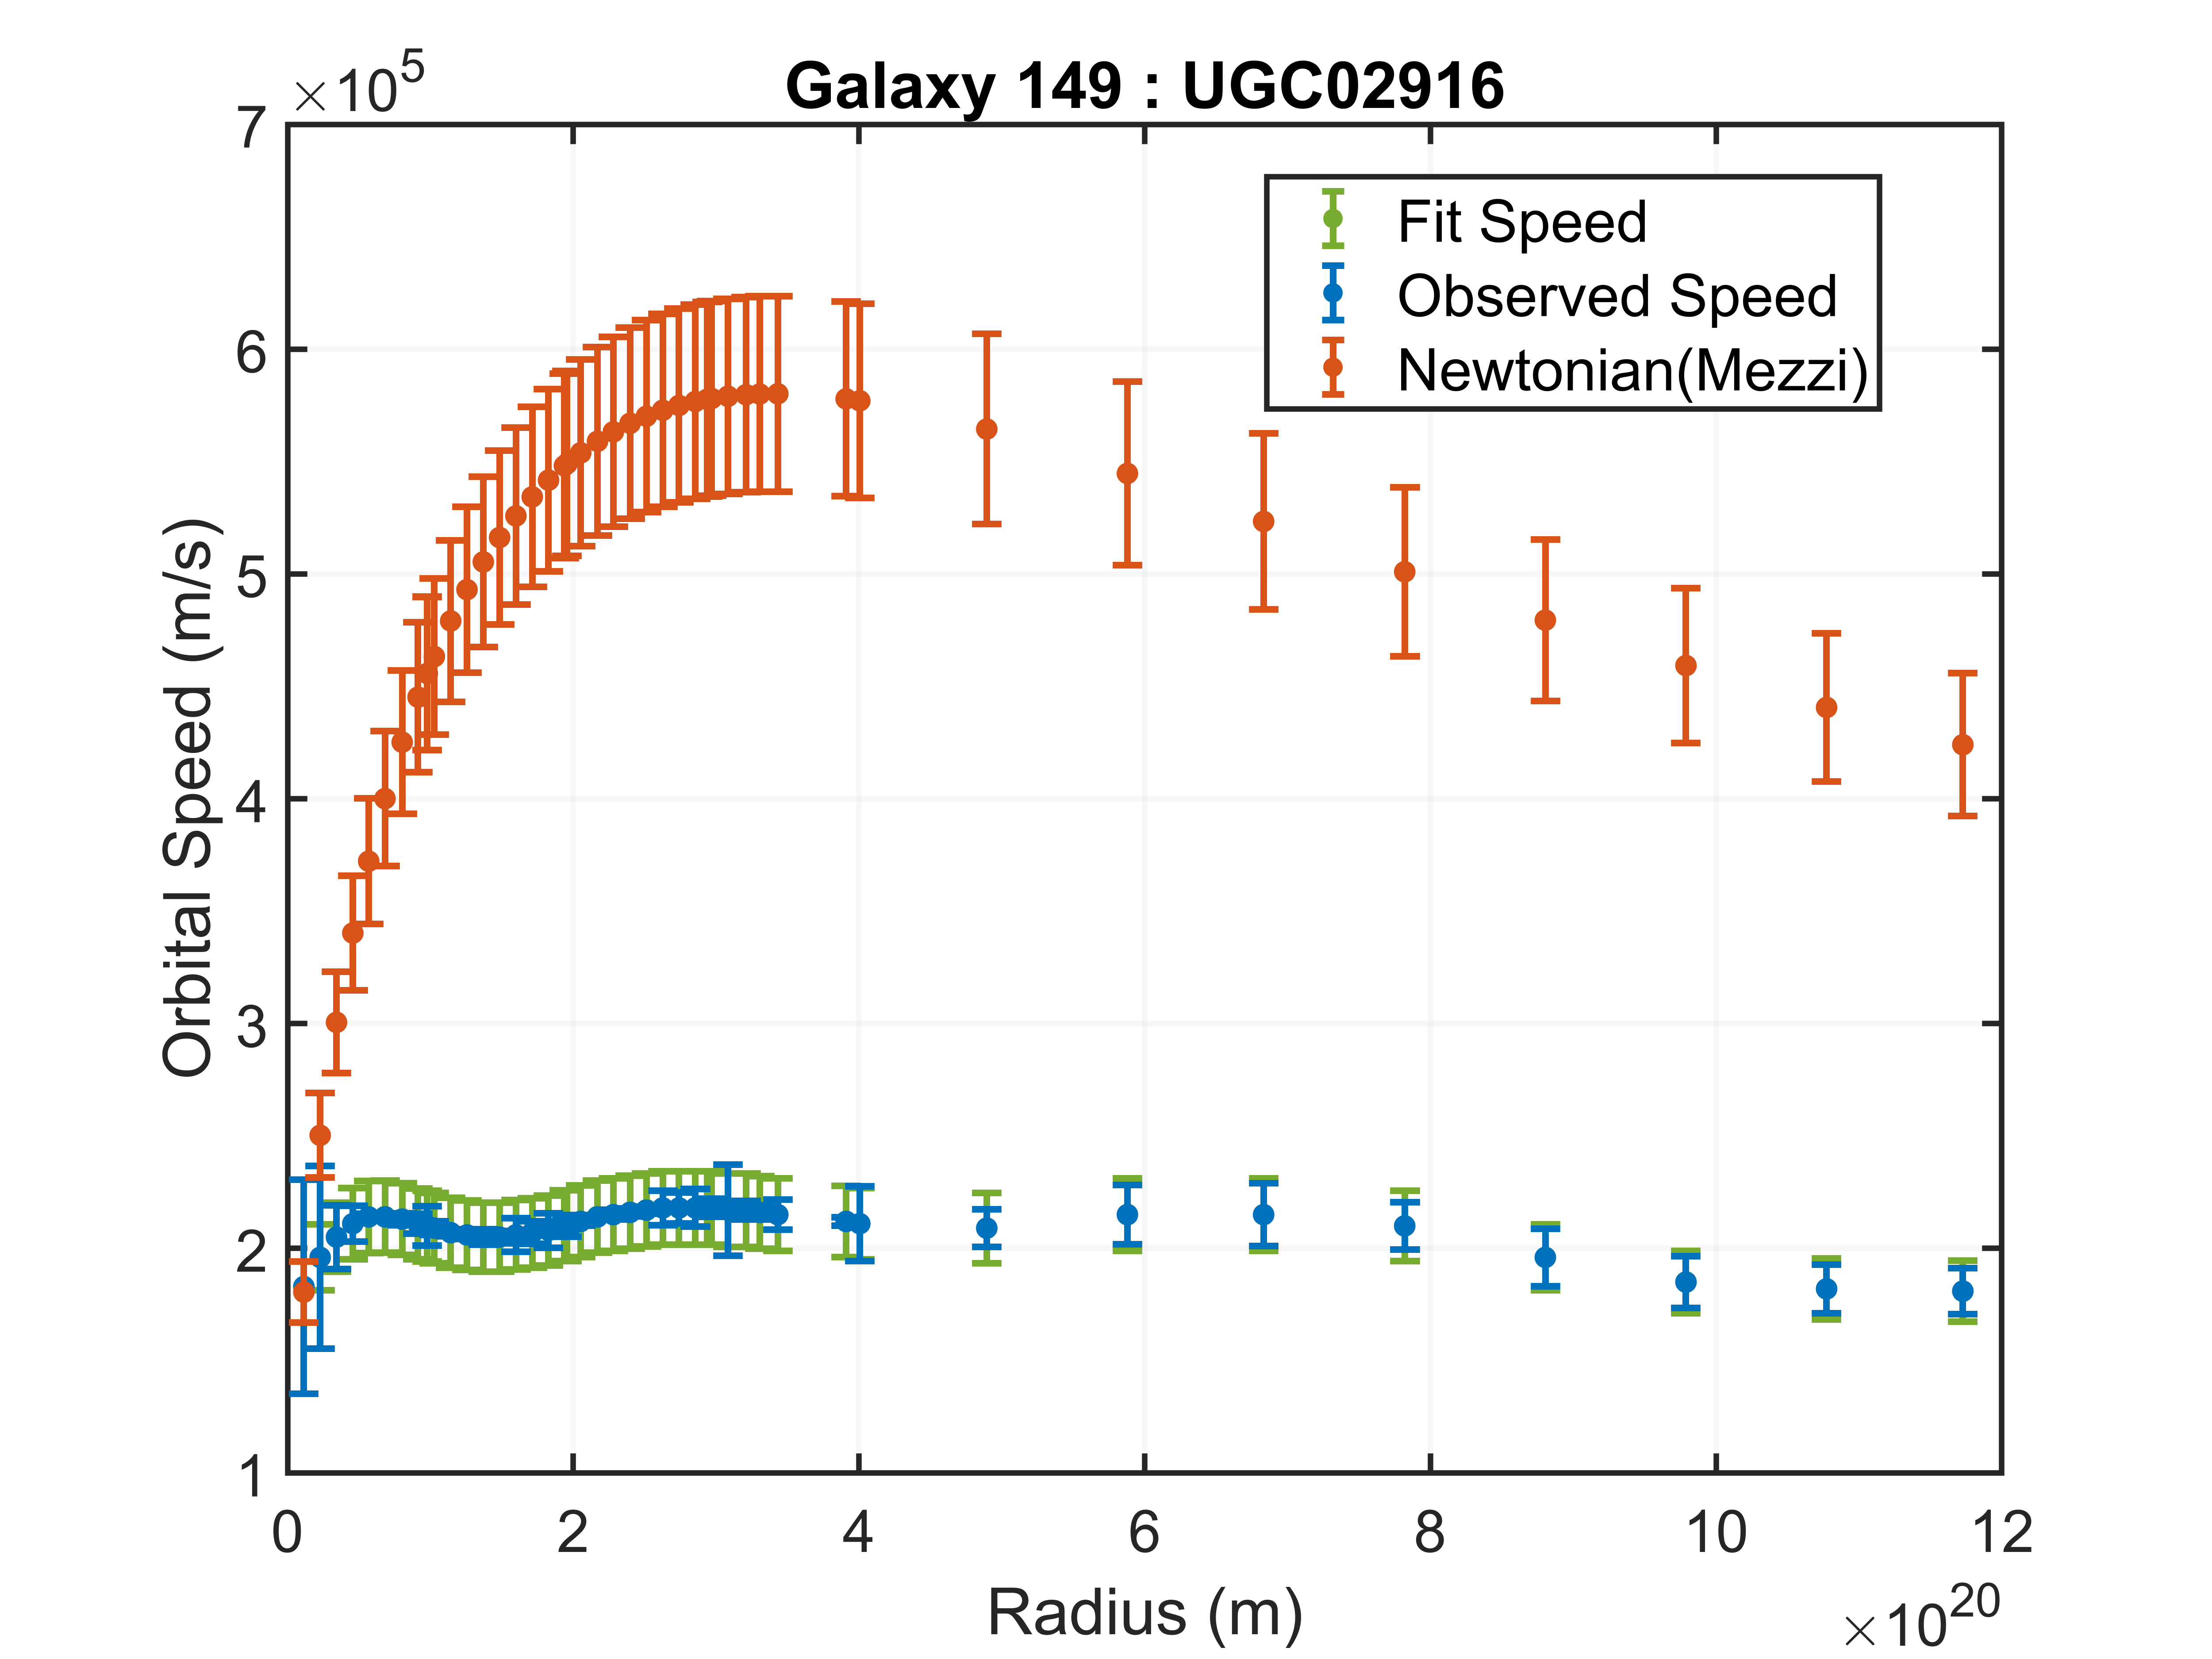 Galaxy 149 : UGC02916
×10^5
7
6
5
4
3
2
1
Orbital Speed (m/s)
Fit Speed
Observed Speed
Newtonian(Mezzi)
0 2 4 6 8 10 12
Radius (m)
×10^20